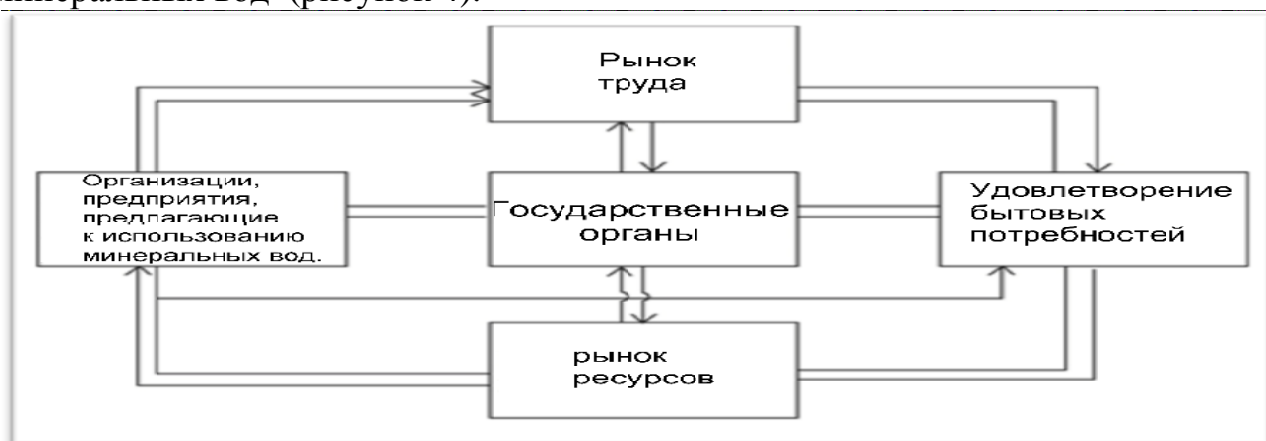 минеральных вод (рисунок 4).
Рынок
труда
Организации,
предприятия,
предлагающие
к использованию
минеральных вод.
Государственные
органы
Удовлетворение
бытовых
потребностей
рынок
ресурсов